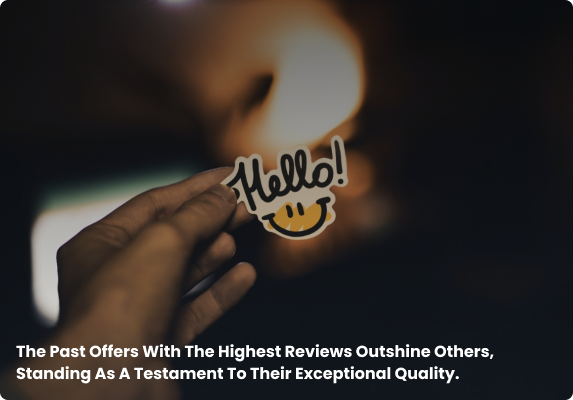 Hello!
The Past Offers With The Highest Reviews Outshine Others,
Standing As A Testament To Their Exceptional Quality.